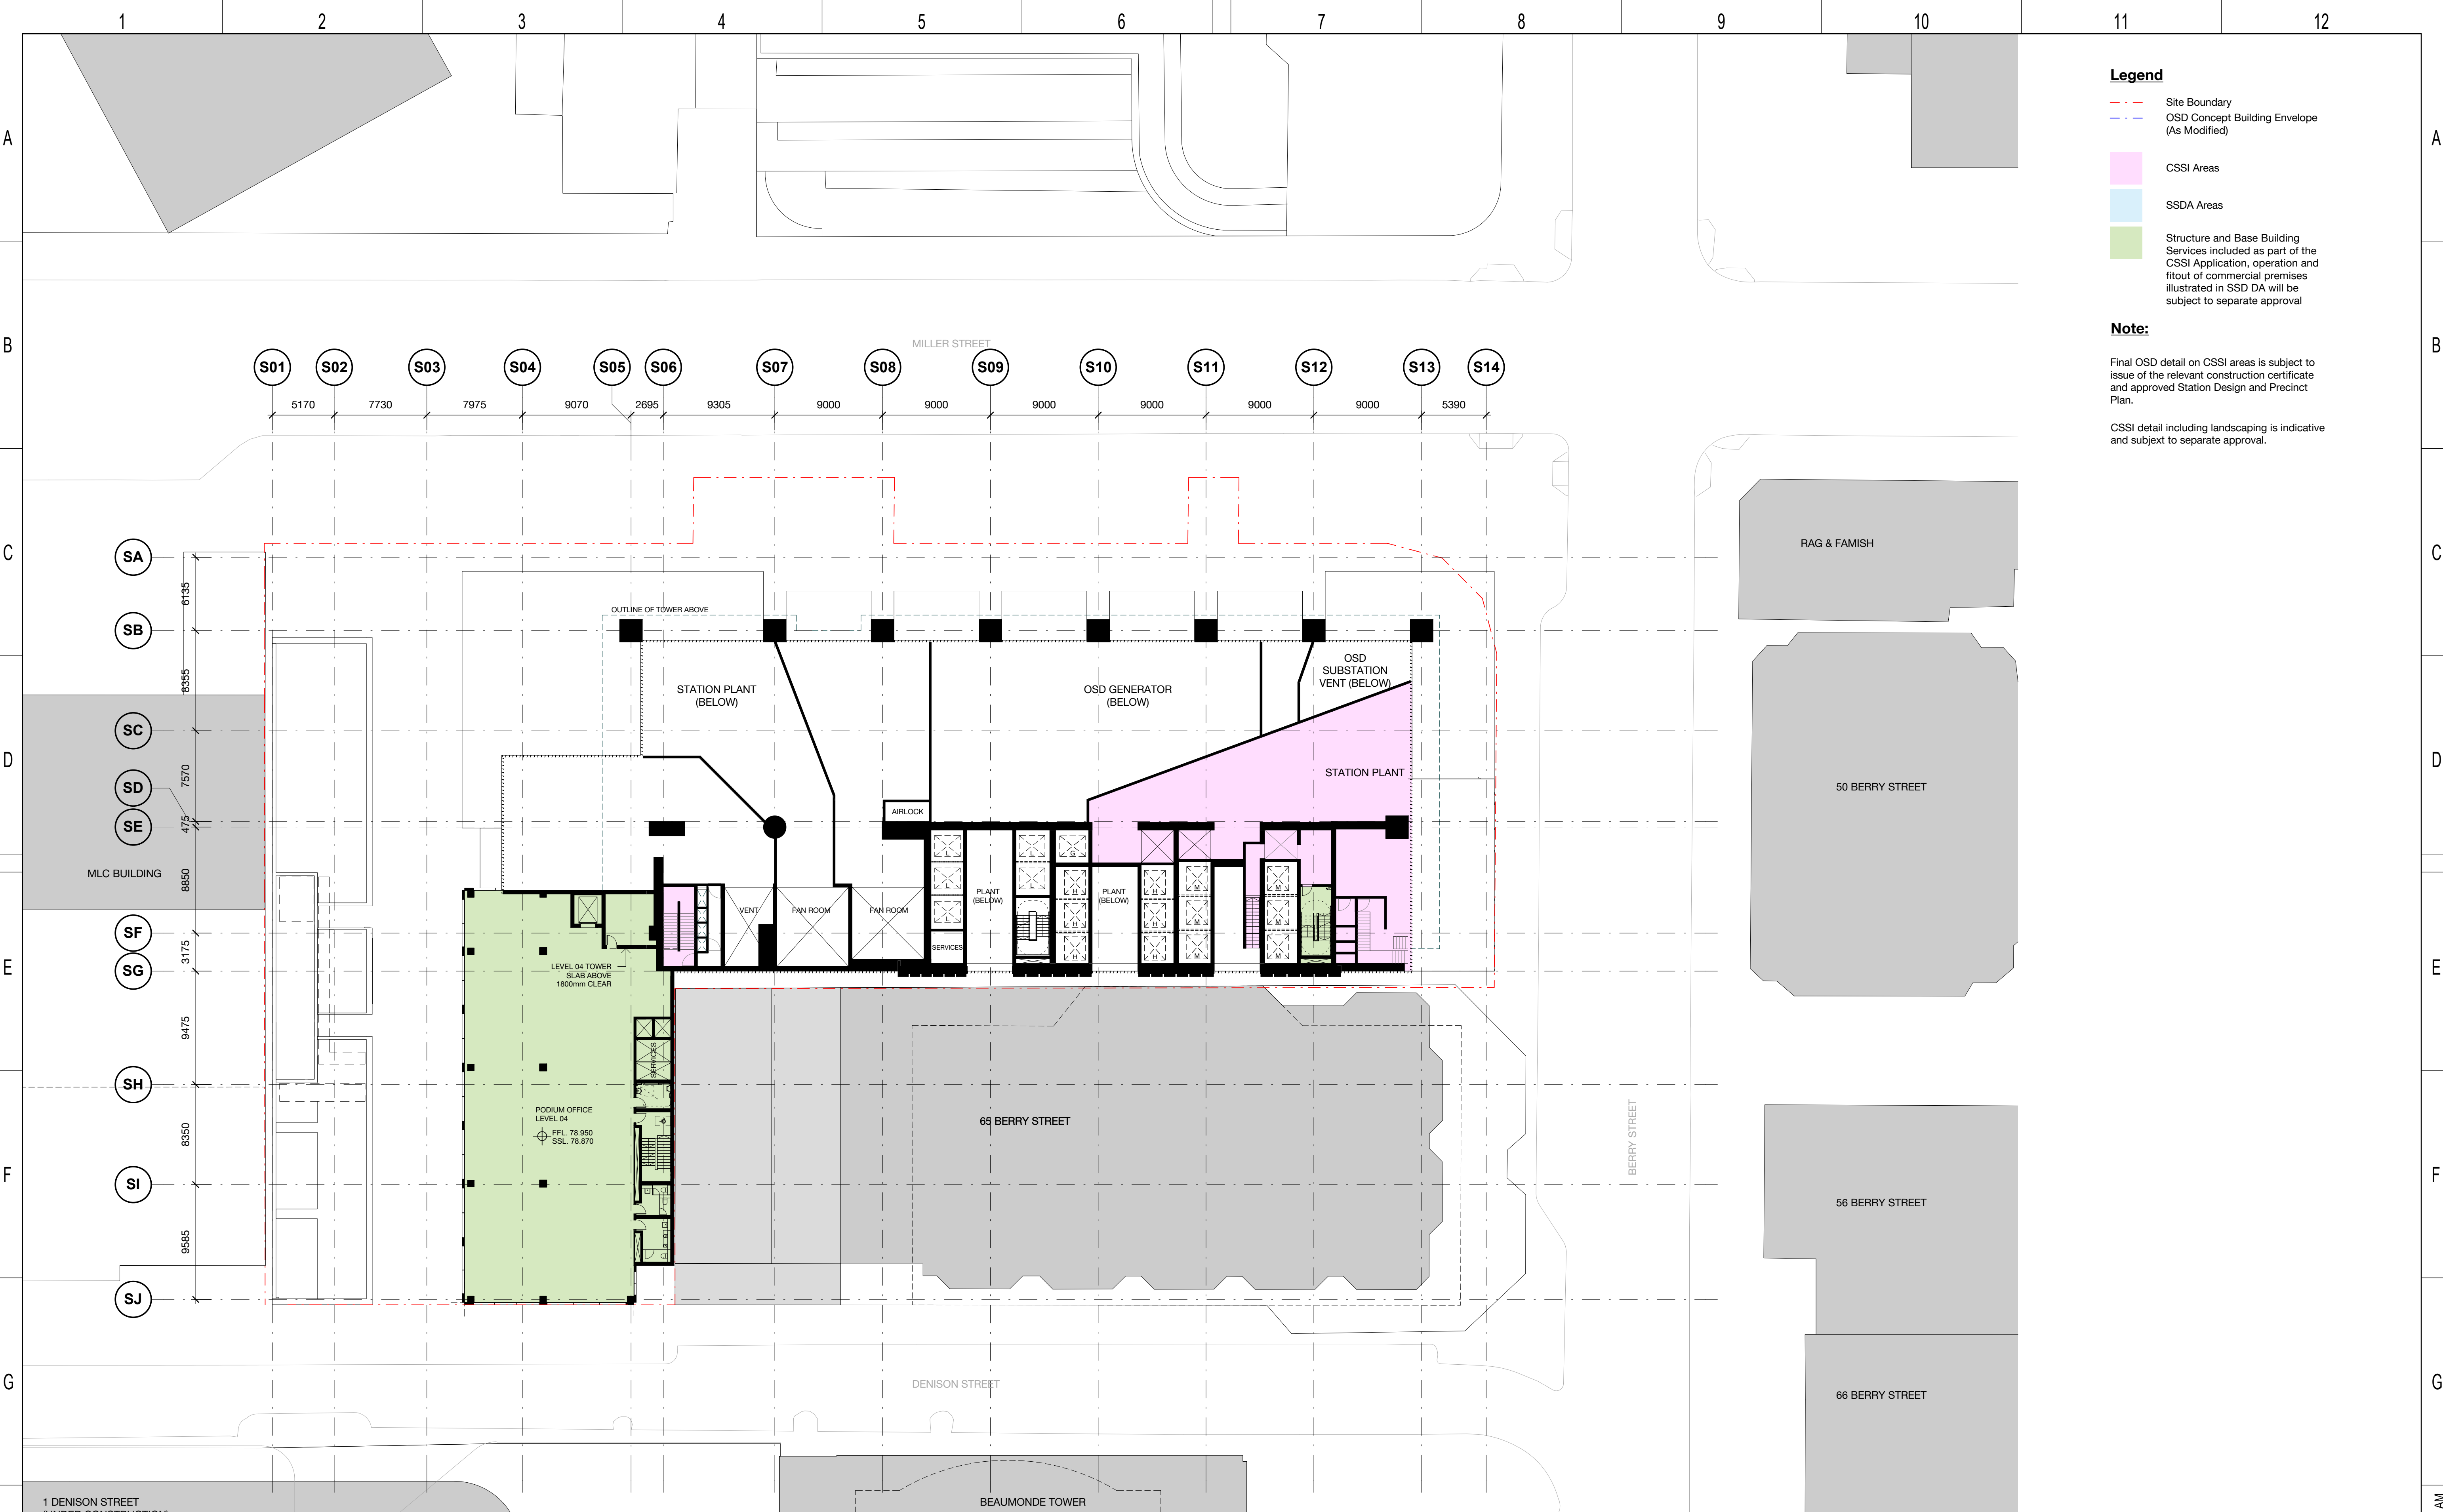 1 2 3 4 5 6 7 8 9 10 11 12
A
B
C
D
E
F
G
A
B
C
D
E
F
G
AM
Legend
Site Boundary
OSD Concept Building Envelope
(As Modified)
CSSI Areas
SSDA Areas
Structure and Base Building
Services included as part of the
CSSI Application, operation and
fitout of commercial premises
illustrated in SSD DA will be
subject to separate approval
Note:
Final OSD detail on CSSI areas is subject to
issue of the relevant construction certificate
and approved Station Design and Precinct
Plan.
CSSI detail including landscaping is indicative
and subjext to separate approval.
MILLER STREET
S01 S02 S03 S04 S05 S06 S07 S08 S09 S10 S11 S12 S13 S14
5170 7730 7975 9070 2695 9305 9000 9000 9000 9000 9000 9000 5390
SA
SB
SC
SD
SE
SF
SG
SH
SI
SJ
6135
8355
7570
475
8850
3175
9475
8350
9585
MLC BUILDING
OUTLINE OF TOWER ABOVE
STATION PLANT
(BELOW)
OSD GENERATOR
(BELOW)
OSD
SUBSTATION
VENT (BELOW)
STATION PLANT
AIRLOCK
L
L
L
L
L
G
H
H
H
H
H
H
M
M
M
M
M
M
PLANT
(BELOW)
PLANT
(BELOW)
VENT
FAN ROOM
FAN ROOM
SERVICES
LEVEL 04 TOWER
SLAB ABOVE
1800mm CLEAR
SERVICES
PODIUM OFFICE
LEVEL 04
FFL. 78.950
SSL. 78.870
65 BERRY STREET
RAG & FAMISH
50 BERRY STREET
BERRY STREET
56 BERRY STREET
66 BERRY STREET
DENISON STREET
1 DENISON STREET
BEAUMONDE TOWER